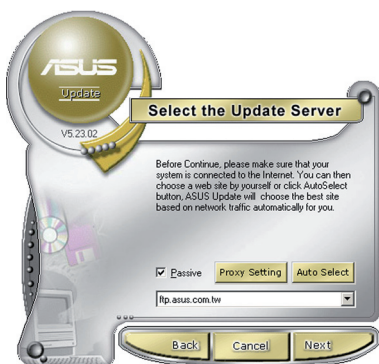 ASUS
Update
V5.23.02
Select the Update Server
Before Continue, please make sure that your
system is connected to the Internet. You can then
choose a web site by yourself or click AutoSelect
button, ASUS Update will choose the best site
based on network traffic automatically for you.
Passive
Proxy Setting
Auto Select
ftp.asus.com.tw
Back
Cancel
Next